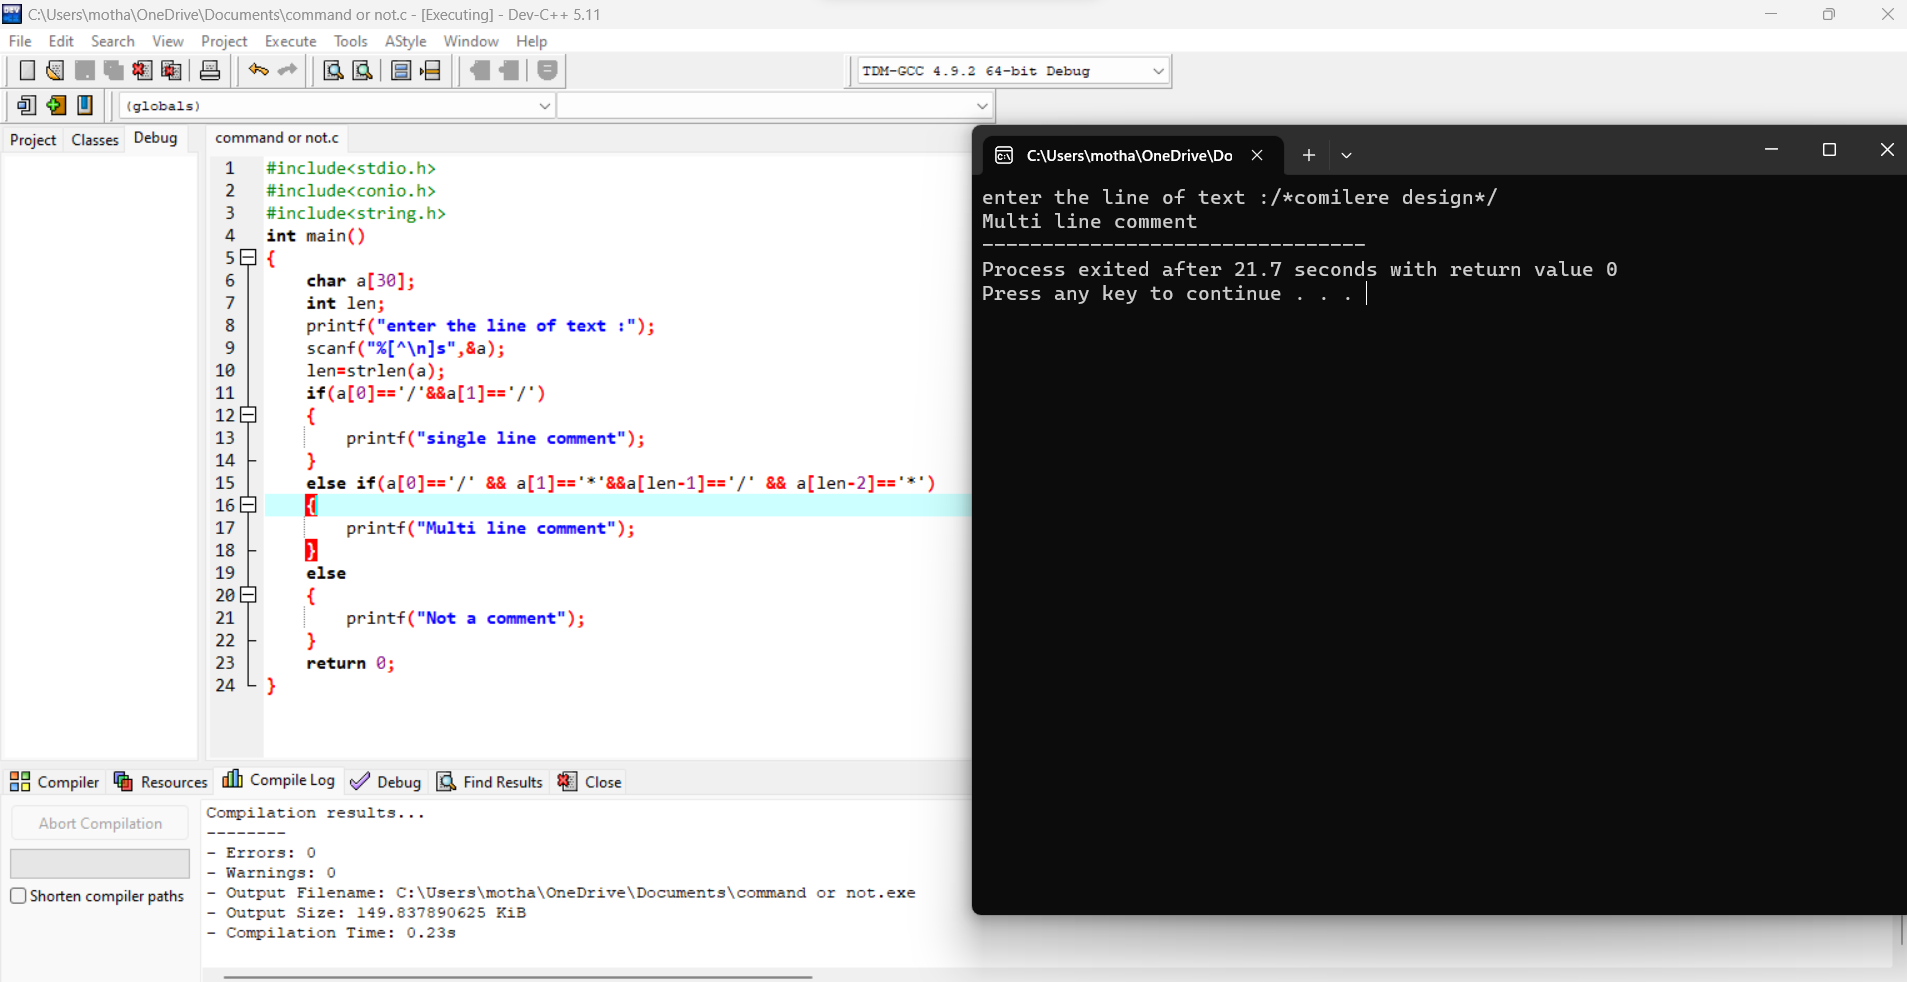 C:\Users\motha\OneDrive\Documents\command or not.c - [Executing] - Dev-C++ 5.11
File Edit Search View Project Execute Tools AStyle Window Help
TDM-GCC 4.9.2 64-bit Debug
(globals)
Project Classes Debug
command or not.c
1 #include<stdio.h>
2 #include<conio.h>
3 #include<string.h>
4 int main()
5 {
6 char a[30];
7 int len;
8 printf("enter the line of text :");
9 scanf("%[^\n]s",&a);
10 len=strlen(a);
11 if(a[0]=='/'&&a[1]=='/')
12 {
13 printf("single line comment");
14 }
15 else if(a[0]=='/' && a[1]=='*'&&a[len-1]=='/' && a[len-2]=='*')
16 {
17 printf("Multi line comment");
18 }
19 else
20 {
21 printf("Not a comment");
22 }
23 return 0;
24 }
C:\Users\motha\OneDrive\Do
enter the line of text :/*comilere design*/
Multi line comment
--------------------------------
Process exited after 21.7 seconds with return value 0
Press any key to continue . . .
Compiler Resources Compile Log Debug Find Results Close
Abort Compilation
Shorten compiler paths
Compilation results...
--------
- Errors: 0
- Warnings: 0
- Output Filename: C:\Users\motha\OneDrive\Documents\command or not.exe
- Output Size: 149.837890625 KiB
- Compilation Time: 0.23s